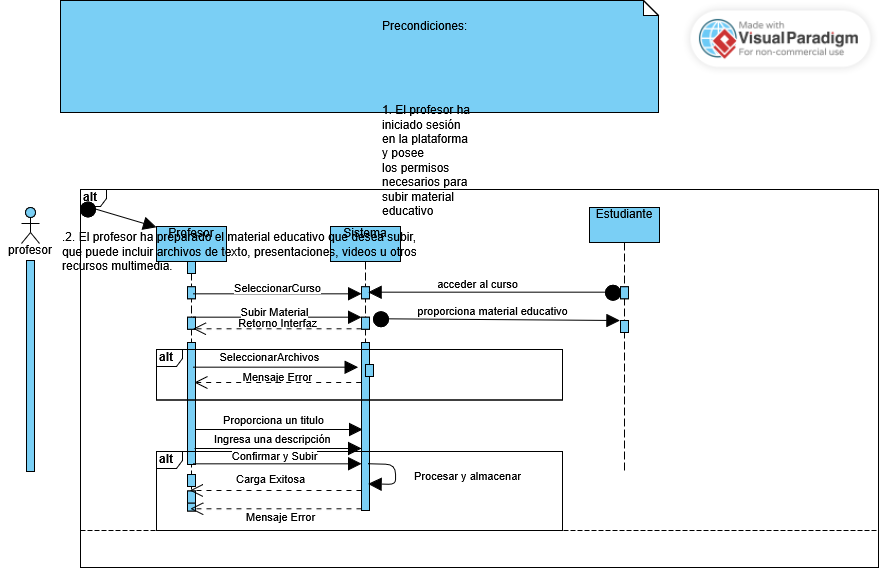 Precondiciones:
Made with
VisualParadigm
For non-commercial use
1. El profesor ha
iniciado sesión
en la plataforma
y posee
los permisos
necesarios para
subir material
educativo
alt
profesor
Profesor
Sistema
Estudiante
.2. El profesor ha preparado el material educativo que desea subir,
que puede incluir archivos de texto, presentaciones, videos u otros
recursos multimedia.
SeleccionarCurso
acceder al curso
Subir Material
proporciona material educativo
Retorno Interfaz
alt
SeleccionarArchivos
Mensaje Error
Proporciona un titulo
Ingresa una descripción
alt
Confirmar y Subir
Procesar y almacenar
Carga Exitosa
Mensaje Error